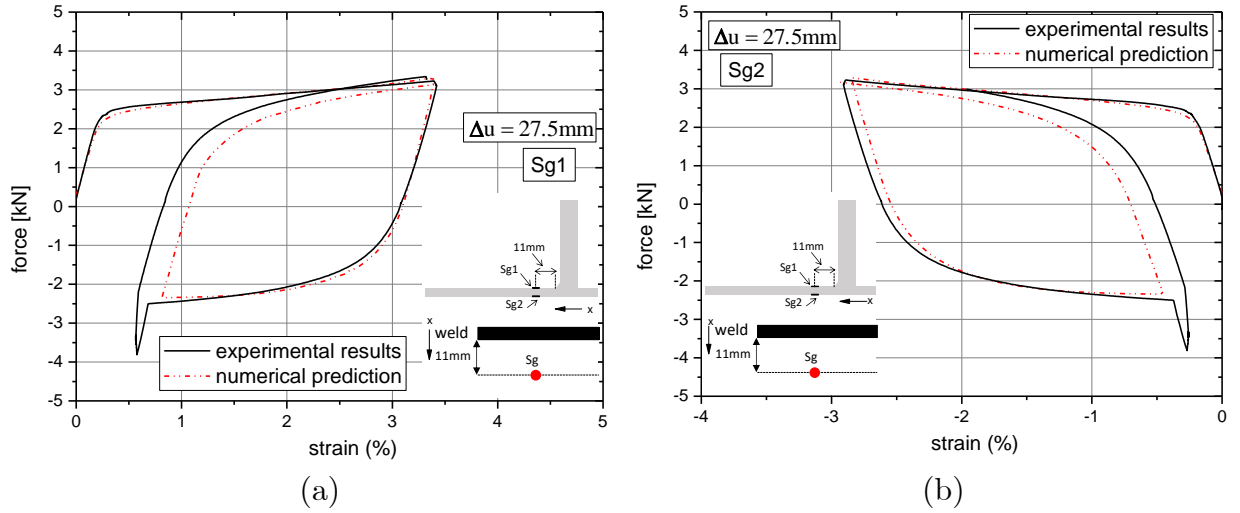 5
4
3
2
1
0
-1
-2
-3
-4
-5
force [kN]
0 1 2 3 4 5
strain (%)
Δu = 27.5mm
Sg1
11mm
Sg1
Sg2
x
x
weld
11mm
Sg
experimental results
numerical prediction
(a)
5
4
3
2
1
0
-1
-2
-3
-4
-5
force [kN]
-4 -3 -2 -1 0
strain (%)
Δu = 27.5mm
Sg2
experimental results
numerical prediction
11mm
Sg1
Sg2
x
x
weld
11mm
Sg
(b)